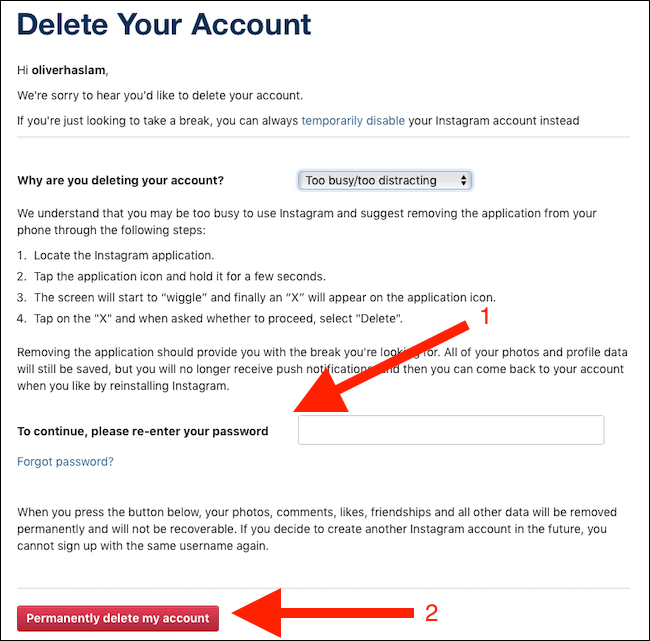 Delete Your Account
Hi oliverhaslam,
We're sorry to hear you'd like to delete your account.
If you're just looking to take a break, you can always temporarily disable your Instagram account instead
Why are you deleting your account? Too busy/too distracting
We understand that you may be too busy to use Instagram and suggest removing the application from your
phone through the following steps:
1. Locate the Instagram application.
2. Tap the application icon and hold it for a few seconds.
3. The screen will start to “wiggle” and finally an “X” will appear on the application icon.
4. Tap on the "X" and when asked whether to proceed, select "Delete".
1
Removing the application should provide you with the break you're looking for. All of your photos and profile data
will still be saved, but you will no longer receive push notifications, and then you can come back to your account
when you like by reinstalling Instagram.
To continue, please re-enter your password
Forgot password?
When you press the button below, your photos, comments, likes, friendships and all other data will be removed
permanently and will not be recoverable. If you decide to create another Instagram account in the future, you
cannot sign up with the same username again.
Permanently delete my account 2